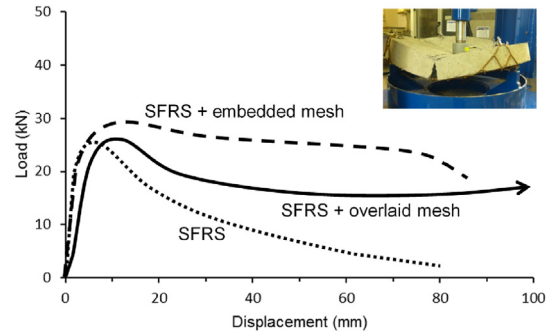 50
40
30
20
10
0
Load (kN)
SFRS + embedded mesh
SFRS + overlaid mesh
SFRS
0 20 40 60 80 100
Displacement (mm)